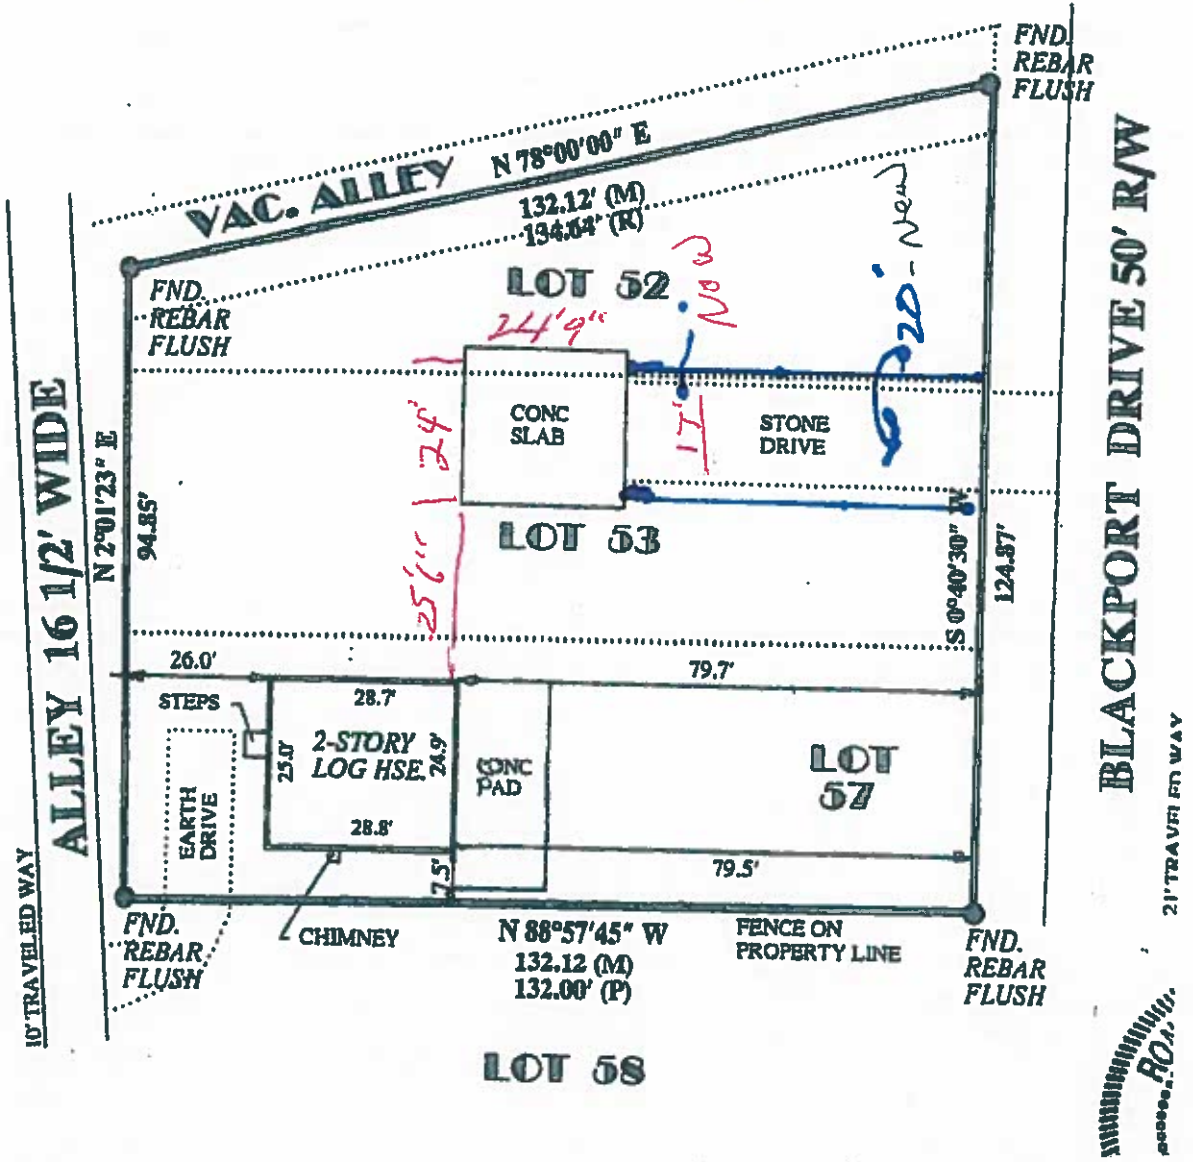 FND.
REBAR
FLUSH
VAC. ALLEY
N 78°00'00" E
132.12' (M)
134.64' (R)
LOT 52
FND.
REBAR
FLUSH
24'9"
Now
20'- New
CONC
SLAB
24'
STONE
DRIVE
LOT 53
ALLEY 16 1/2' WIDE
N 2°01'23" E
94.85'
S 0°40'30" W
124.87'
BLACKPORT DRIVE 50' R/W
26.0'
79.7'
STEPS
28.7'
2-STORY
LOG HSE.
25.0'
24.9'
28.8'
CONC
PAD
LOT
57
EARTH
DRIVE
79.5'
7.5'
10' TRAVELED WAY
21' TRAVELED WAY
FND.
REBAR
FLUSH
CHIMNEY
N 88°57'45" W
132.12 (M)
132.00' (P)
FENCE ON
PROPERTY LINE
FND.
REBAR
FLUSH
LOT 58